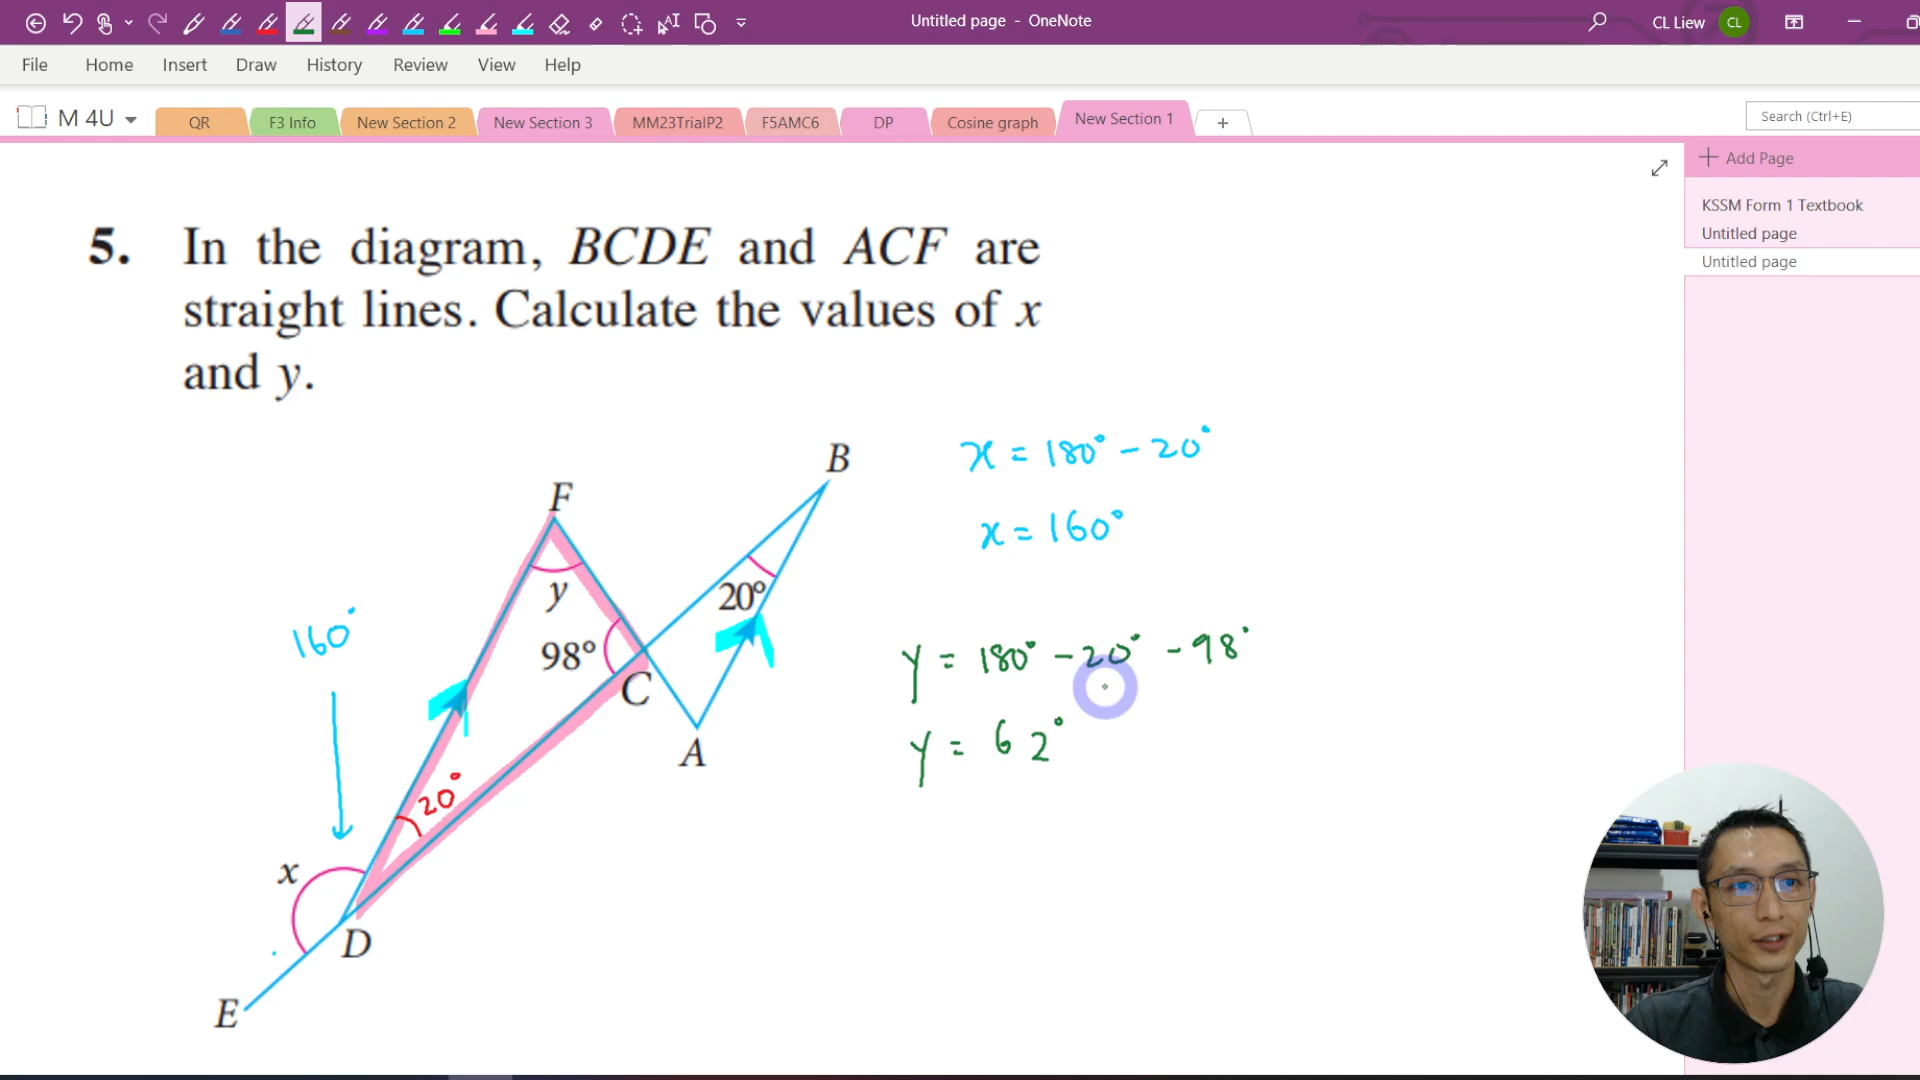 Untitled page - OneNote
CL Liew
CL
File Home Insert Draw History Review View Help
M 4U
QR
F3 Info
New Section 2
New Section 3
MM23TrialP2
F5AMC6
DP
Cosine graph
New Section 1
Search (Ctrl+E)
Add Page
KSSM Form 1 Textbook
Untitled page
Untitled page
5. In the diagram, BCDE and ACF are
straight lines. Calculate the values of x
and y.
B
F
y
20°
98°
C
A
160°
20°
x
D
E
x = 180° - 20°
x = 160°
y = 180° - 20° - 98°
y = 62°